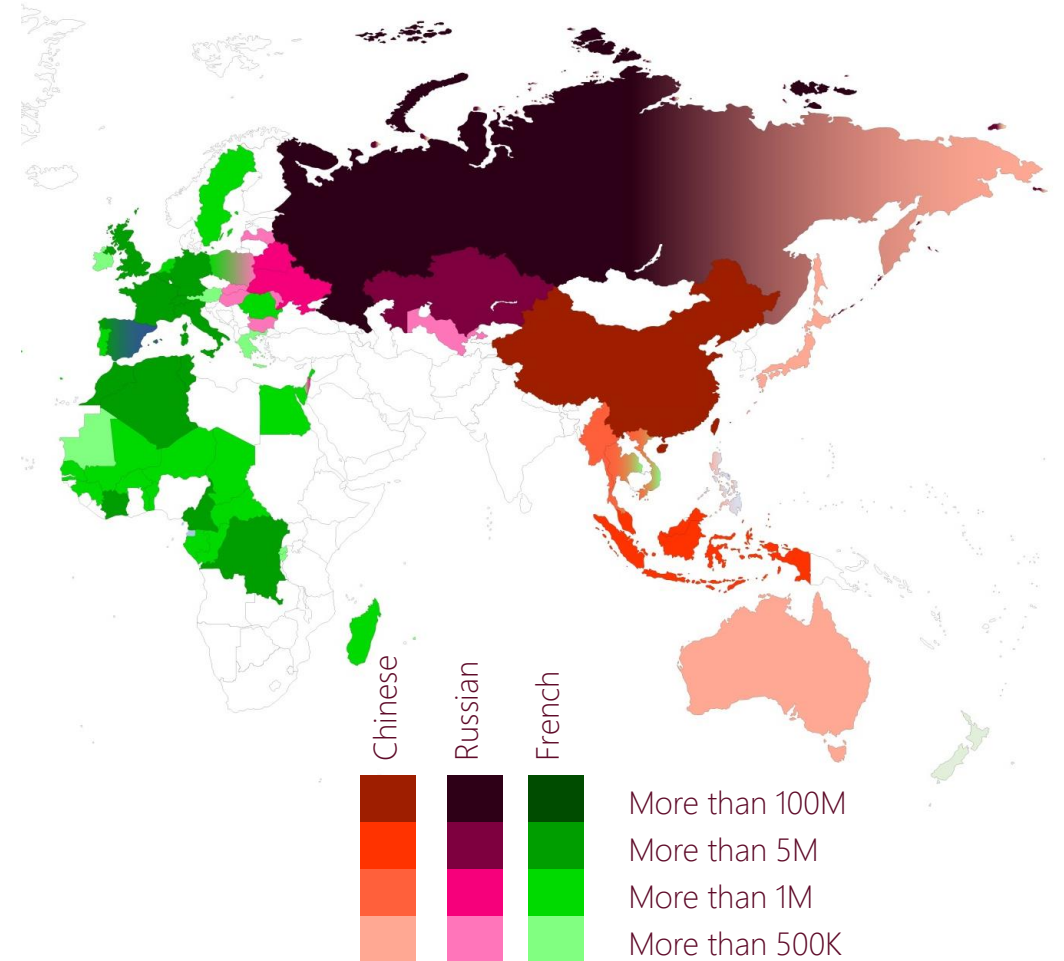 Chinese
Russian
French
More than 100M
More than 5M
More than 1M
More than 500K